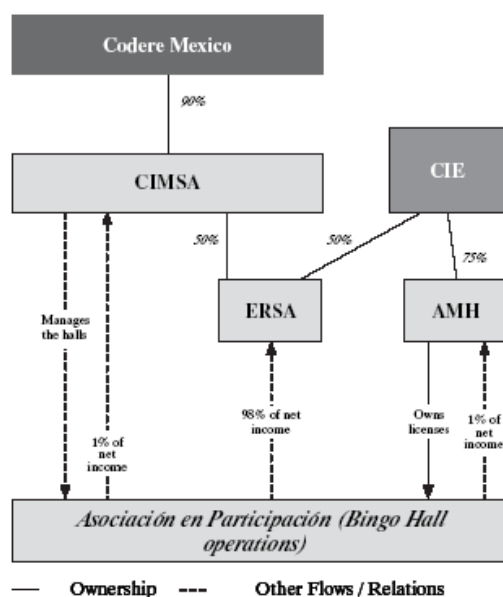 Codere Mexico
90%
CIMSA
CIE
50%
50%
75%
ERSA
AMH
Manages
the halls
1% of
net
income
98% of net
income
Owns
licenses
1% of
net
income
Asociación en Participación (Bingo Hall
operations)
Ownership
Other Flows / Relations